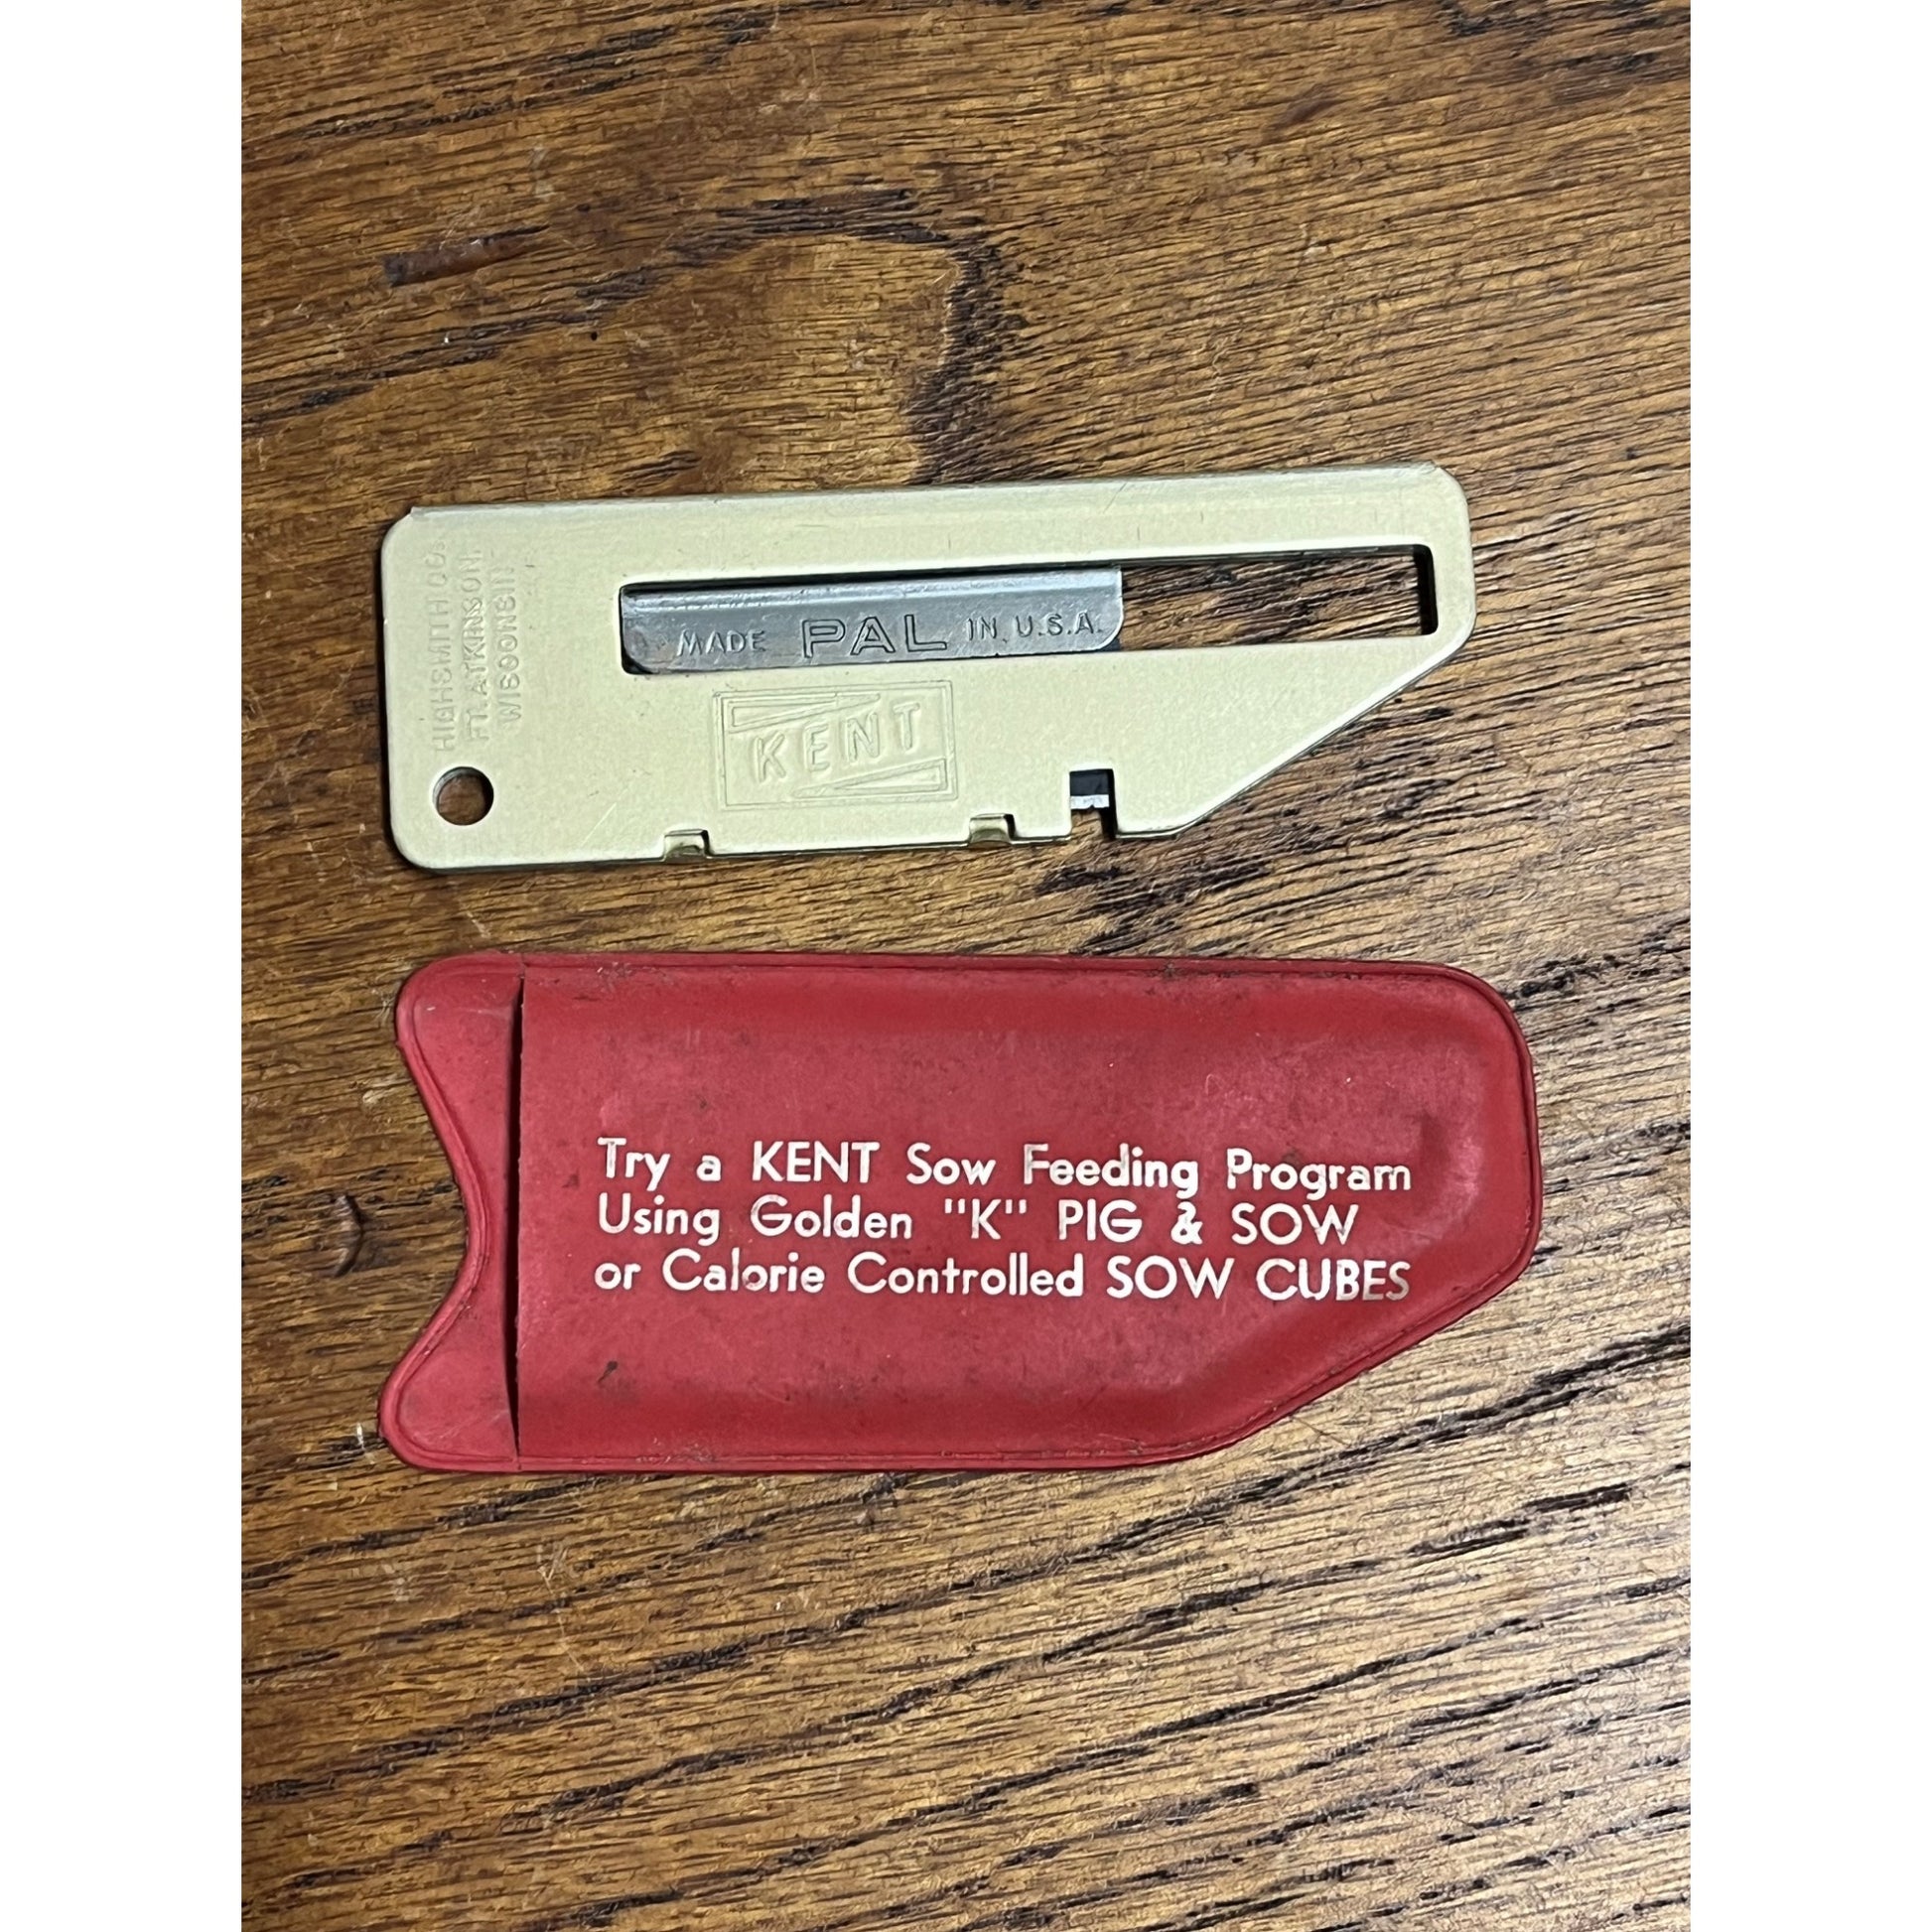 HIGHSMITH CO.
FT. ATKINSON,
WISCONSIN
MADE PAL IN U.S.A.
KENT
Try a KENT Sow Feeding Program
Using Golden "K" PIG & SOW
or Calorie Controlled SOW CUBES